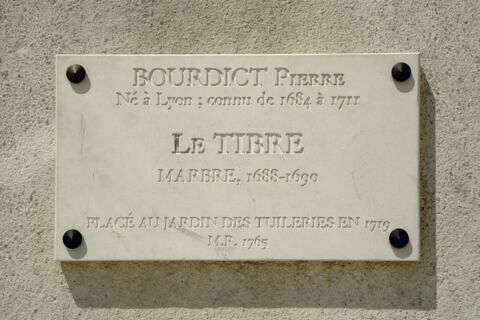 BOURDICT PIERRE
Né à Lyon ; connu de 1684 à 1711
LE TIBRE
MARBRE, 1688-1690
PLACÉ AU JARDIN DES TUILERIES EN 1719
M.R. 1765